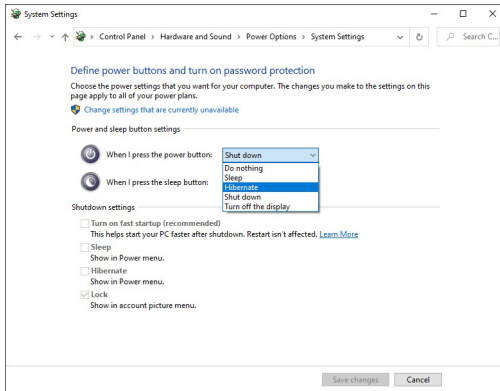 System Settings
Control Panel > Hardware and Sound > Power Options > System Settings
Search C...
Define power buttons and turn on password protection
Choose the power settings that you want for your computer. The changes you make to the settings on this
page apply to all of your power plans.
Change settings that are currently unavailable
Power and sleep button settings
When I press the power button: Shut down
Do nothing
Sleep
When I press the sleep button: Hibernate
Shut down
Turn off the display
Shutdown settings
Turn on fast startup (recommended)
This helps start your PC faster after shutdown. Restart isn't affected. Learn More
Sleep
Show in Power menu.
Hibernate
Show in Power menu.
Lock
Show in account picture menu.
Save changes Cancel